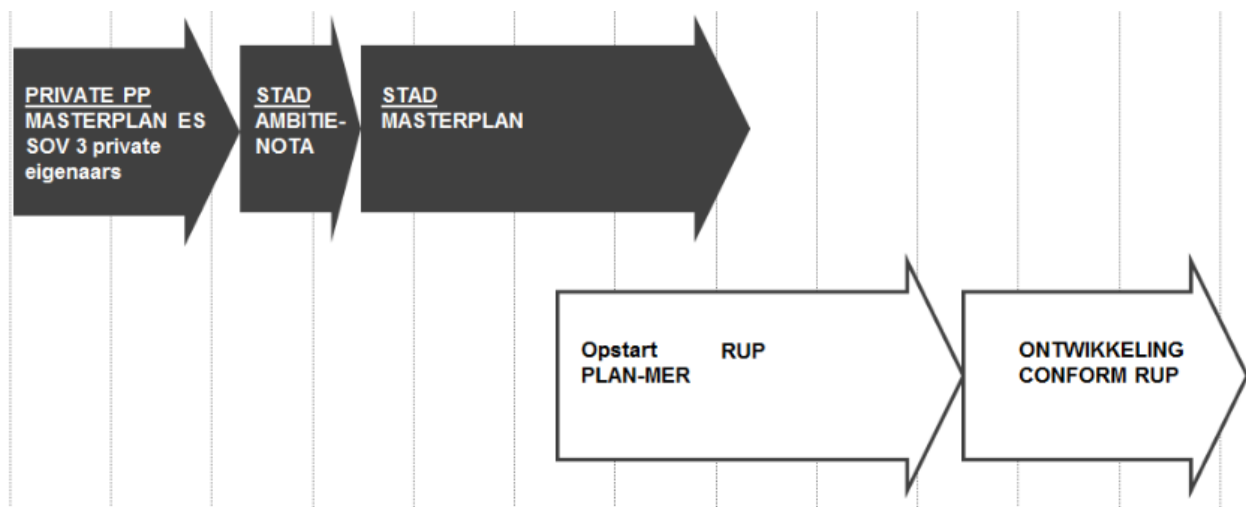 PRIVATE PP
MASTERPLAN ES
SOV 3 private
eigenaars
STAD
AMBITIE-
NOTA
STAD
MASTERPLAN
Opstart RUP
PLAN-MER
ONTWIKKELING
CONFORM RUP